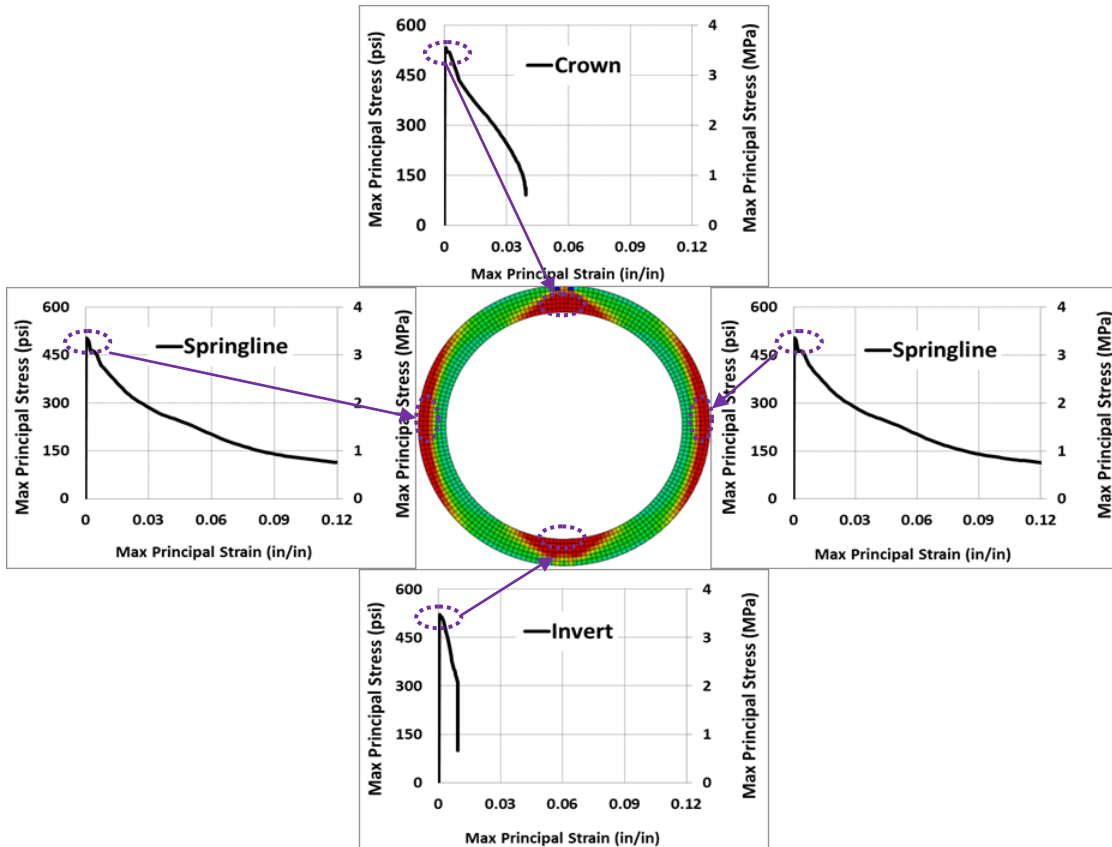 Max Principal Stress (psi)
600
450
300
150
0
Crown
4
3
2
1
0
Max Principal Stress (MPa)
0 0.03 0.06 0.09 0.12
Max Principal Strain (in/in)
Max Principal Stress (psi)
600
450
300
150
0
Springline
4
3
2
1
0
Max Principal Stress (MPa)
0 0.03 0.06 0.09 0.12
Max Principal Strain (in/in)
Max Principal Stress (psi)
600
450
300
150
0
Springline
4
3
2
1
0
Max Principal Stress (MPa)
0 0.03 0.06 0.09 0.12
Max Principal Strain (in/in)
Max Principal Stress (psi)
600
450
300
150
0
Invert
4
3
2
1
0
Max Principal Stress (MPa)
0 0.03 0.06 0.09 0.12
Max Principal Strain (in/in)